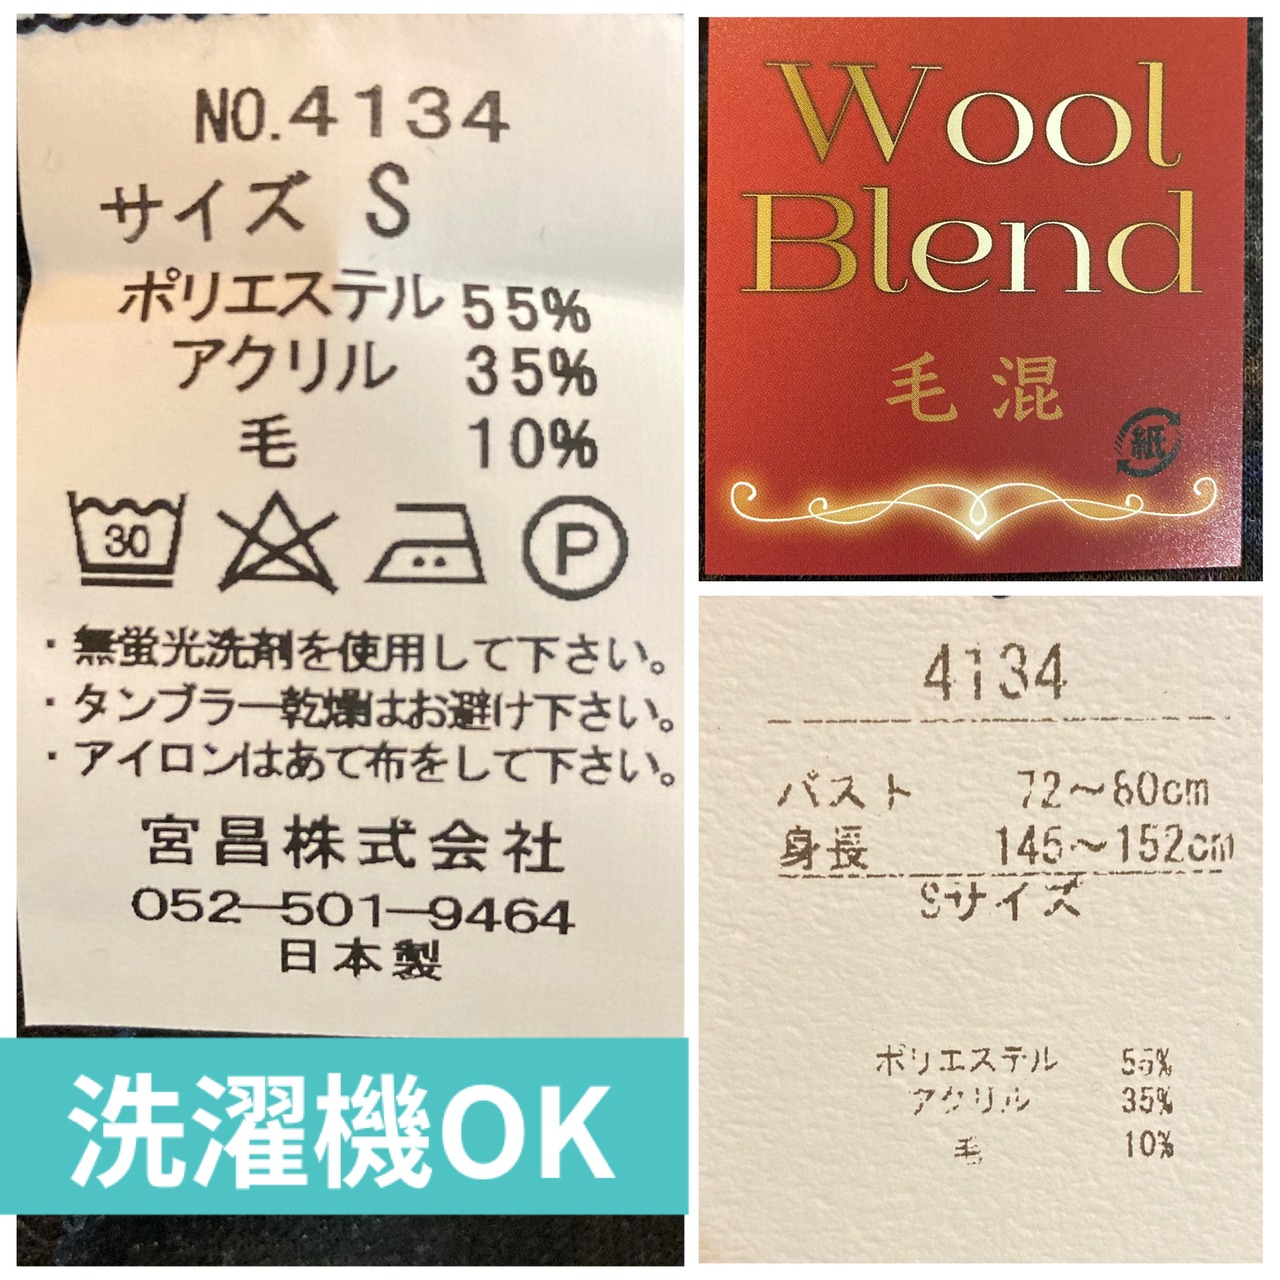 NO.4134
サイズ S
ポリエステル 55%
アクリル 35%
毛 10%
30
P
・無蛍光洗剤を使用して下さい。
・タンブラー乾燥はお避け下さい。
・アイロンはあて布をして下さい。
宮昌株式会社
052-501-9464
日本製
洗濯機OK
Wool
Blend
毛混
紙
4134
バスト 72～80cm
身長 145～152cm
Sサイズ
ポリエステル 55%
アクリル 35%
毛 10%